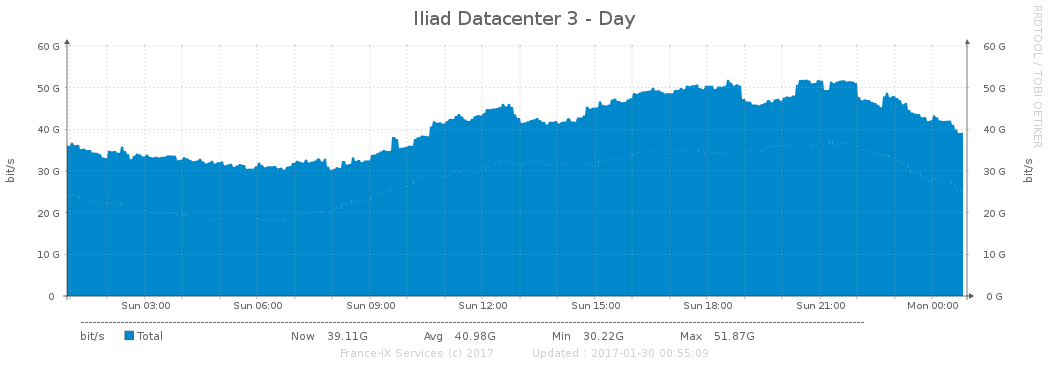 Iliad Datacenter 3 - Day
RRDTOOL / TOBI OETIKER
60 G 60 G
50 G 50 G
40 G 40 G
30 G 30 G
20 G 20 G
10 G 10 G
0 0 G
bit/s bit/s
Sun 03:00 Sun 06:00 Sun 09:00 Sun 12:00 Sun 15:00 Sun 18:00 Sun 21:00 Mon 00:00
bit/s Total Now 39.11G Avg 40.98G Min 30.22G Max 51.87G
France-IX Services (c) 2017 Updated : 2017-01-30 00:55:09